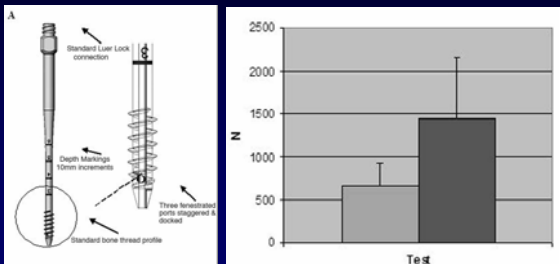 A
Standard Luer Lock
connection
Depth Markings
10mm increments
Three fenestrated
ports staggered &
docked
Standard bone thread profile
2500
2000
1500
1000
500
0
N
Test